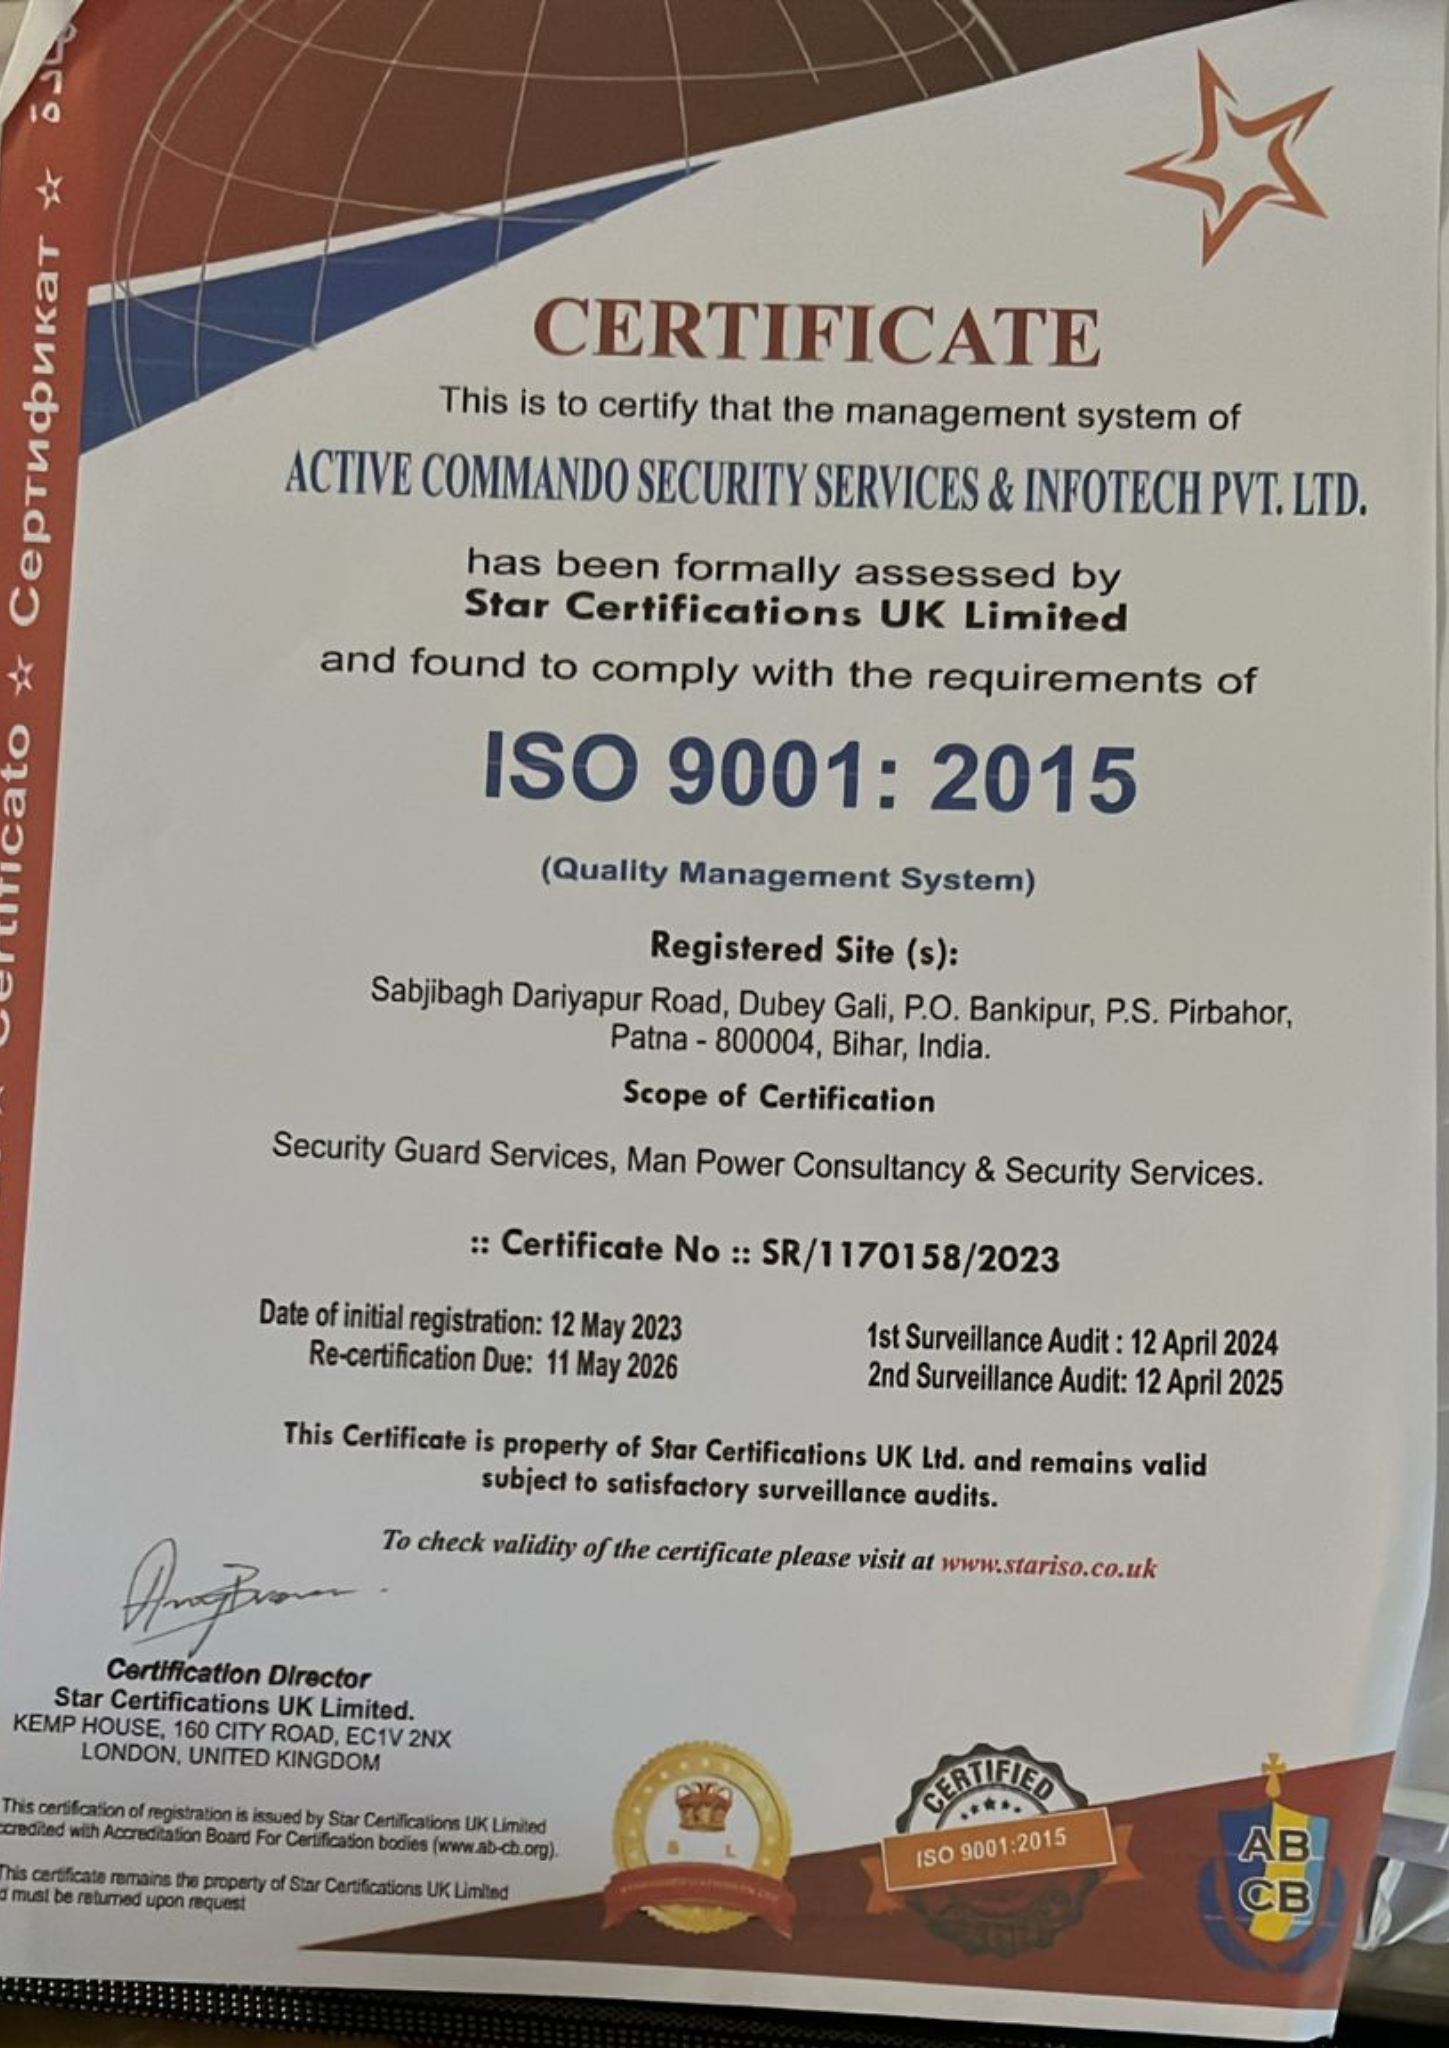 Сертификат
Certificato
CERTIFICATE
This is to certify that the management system of
ACTIVE COMMANDO SECURITY SERVICES & INFOTECH PVT. LTD.
has been formally assessed by
Star Certifications UK Limited
and found to comply with the requirements of
ISO 9001: 2015
(Quality Management System)
Registered Site (s):
Sabjibagh Dariyapur Road, Dubey Gali, P.O. Bankipur, P.S. Pirbahor,
Patna - 800004, Bihar, India.
Scope of Certification
Security Guard Services, Man Power Consultancy & Security Services.
:: Certificate No :: SR/1170158/2023
Date of initial registration: 12 May 2023
Re-certification Due: 11 May 2026
1st Surveillance Audit : 12 April 2024
2nd Surveillance Audit: 12 April 2025
This Certificate is property of Star Certifications UK Ltd. and remains valid
subject to satisfactory surveillance audits.
To check validity of the certificate please visit at www.stariso.co.uk
Certification Director
Star Certifications UK Limited.
KEMP HOUSE, 160 CITY ROAD, EC1V 2NX
LONDON, UNITED KINGDOM
This certification of registration is issued by Star Certifications UK Limited
ccredited with Accreditation Board For Certification bodies (www.ab-cb.org).
This certificate remains the property of Star Certifications UK Limited
d must be returned upon request
S L
CERTIFIED
ISO 9001:2015
AB
CB